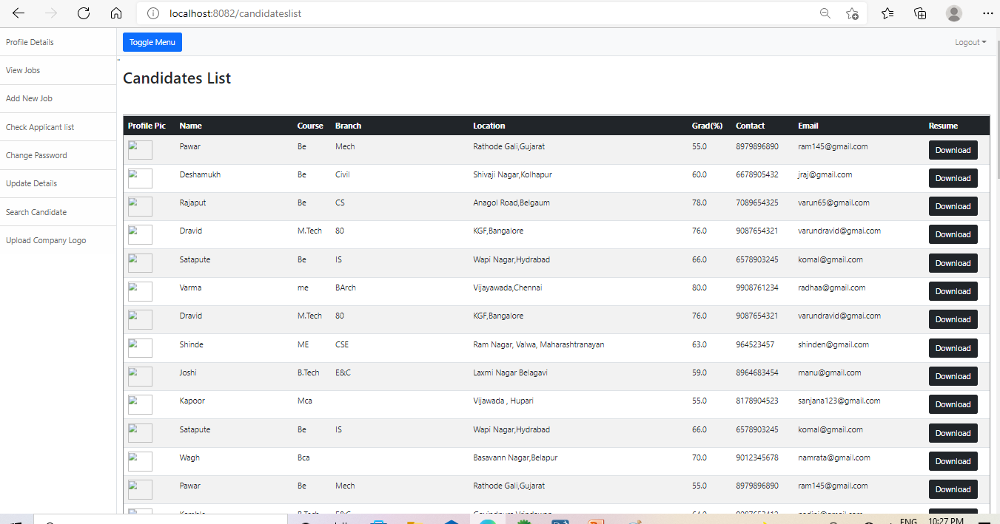 localhost:8082/candidateslist
Profile Details
Toggle Menu
Logout
View Jobs
Candidates List
Add New Job
Check Applicant list
Change Password
Update Details
Search Candidate
Upload Company Logo
Profile Pic Name Course Branch Location Grad(%) Contact Email Resume
Pawar Be Mech Rathode Gali,Gujarat 55.0 8979896890 ram145@gmail.com Download
Deshamukh Be Civil Shivaji Nagar,Kolhapur 60.0 6678905432 jraj@gmail.com Download
Rajaput Be CS Anagol Road,Belgaum 78.0 7089654325 varun65@gmail.com Download
Dravid M.Tech 80 KGF,Bangalore 76.0 9087654321 varundravid@gmai.com Download
Satapute Be IS Wapi Nagar,Hydrabad 66.0 6578903245 komal@gmail.com Download
Varma me BArch Vijayawada,Chennai 80.0 9908761234 radhaa@gmail.com Download
Dravid M.Tech 80 KGF,Bangalore 76.0 9087654321 varundravid@gmai.com Download
Shinde ME CSE Ram Nagar, Valwa, Maharashtranayan 63.0 964523457 shinden@gmail.com Download
Joshi B.Tech E&C Laxmi Nagar Belagavi 59.0 8964683454 manu@gmail.com Download
Kapoor Mca Vijawada , Hupari 55.0 8178904523 sanjana123@gmail.com Download
Satapute Be IS Wapi Nagar,Hydrabad 66.0 6578903245 komal@gmail.com Download
Wagh Bca Basavann Nagar,Belapur 70.0 9012345678 namrata@gmail.com Download
Pawar Be Mech Rathode Gali,Gujarat 55.0 8979896890 ram145@gmail.com Download
ENG 10:27 PM